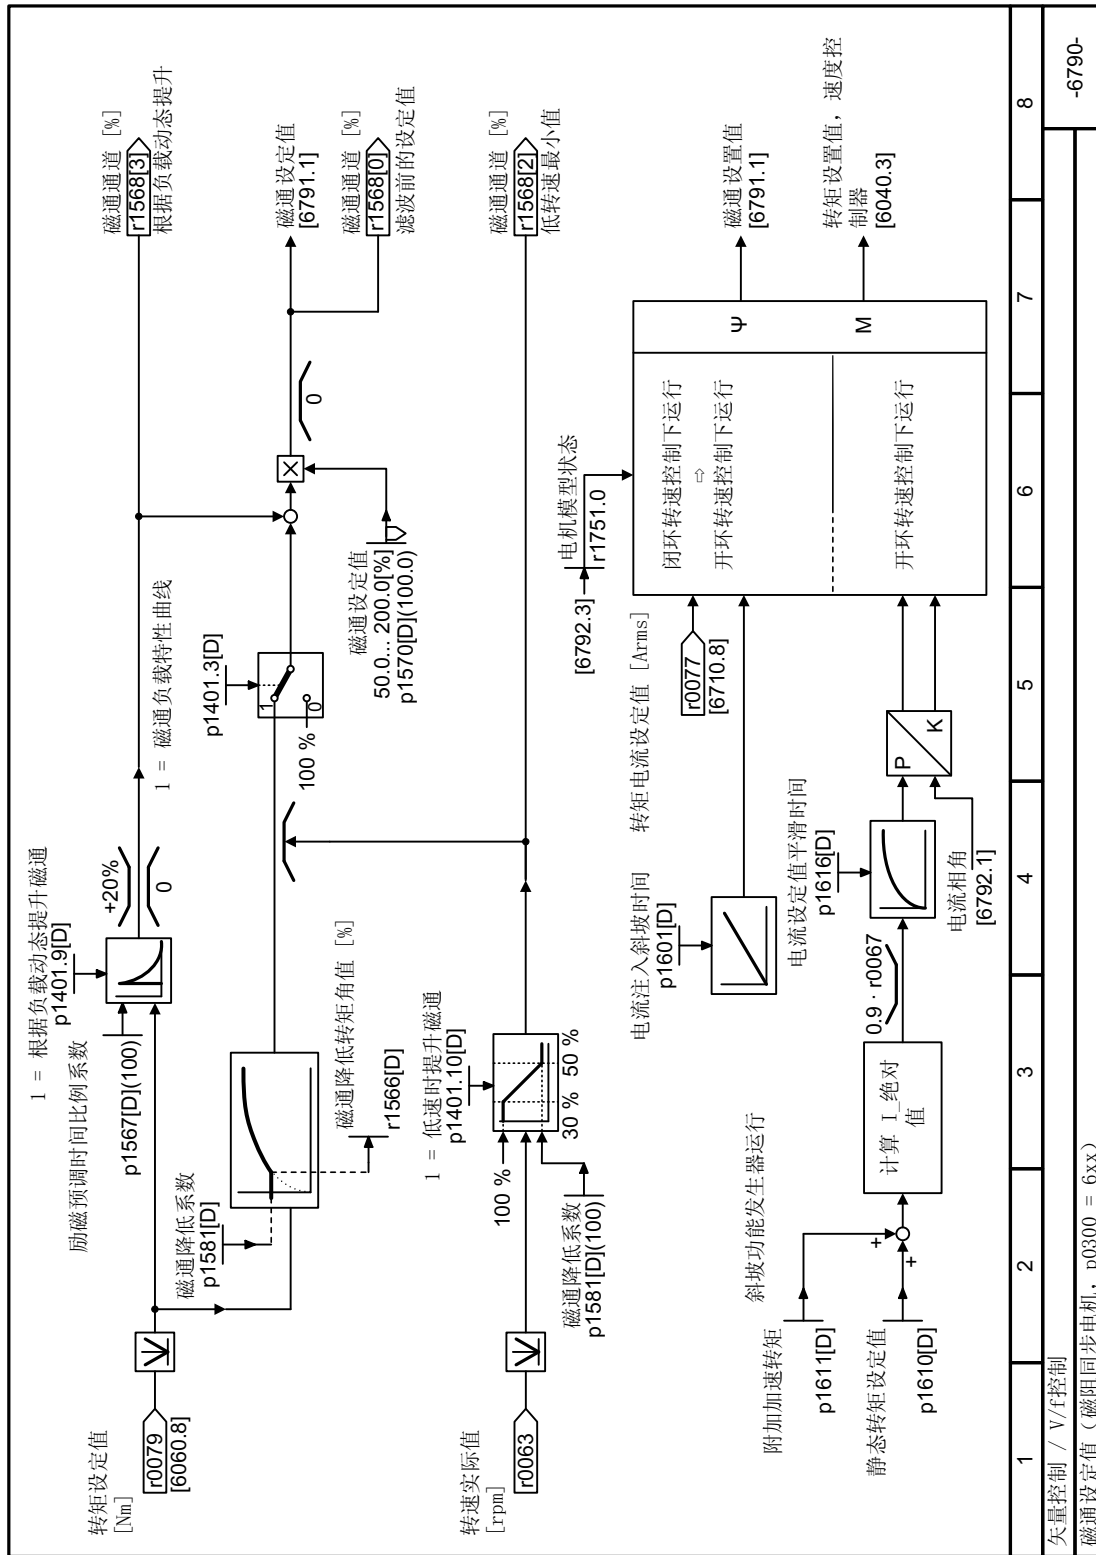 转矩设定值
[Nm]
r0079
[6060.8]
励磁预调时间比例系数
p1567[D](100)
1 = 根据负载动态提升磁通
p1401.9[D]
+20%
0
磁通通道 [%]
r1568[3]
根据负载动态提升
磁通降低系数
p1581[D]
磁通降低转矩角值 [%]
r1566[D]
1 = 磁通负载特性曲线
p1401.3[D]
1
0
100 %
磁通设定值
50.0... 200.0[%]
p1570[D](100.0)
0
磁通设定值
[6791.1]
磁通通道 [%]
r1568[0]
滤波前的设定值
转速实际值
[rpm]
r0063
1 = 低速时提升磁通
p1401.10[D]
100 %
30 %
50 %
磁通降低系数
p1581[D](100)
磁通通道 [%]
r1568[2]
低转速最小值
[6792.3]
电机模型状态
r1751.0
转矩电流设定值 [Arms]
r0077
[6710.8]
电流注入斜坡时间
p1601[D]
闭环转速控制下运行
⇨
开环转速控制下运行
开环转速控制下运行
Ψ
M
磁通设置值
[6791.1]
转矩设置值, 速度控
制器
[6040.3]
斜坡功能发生器运行
附加加速转矩
p1611[D]
静态转矩设定值
p1610[D]
+
+
计算 I_绝对
值
0.9 · r0067
电流设定值平滑时间
p1616[D]
电流相角
[6792.1]
P
K
1
2
3
4
5
6
7
8
矢量控制 / V/f控制
磁通设定值 (磁阻同步电机, p0300 = 6xx)
-6790-